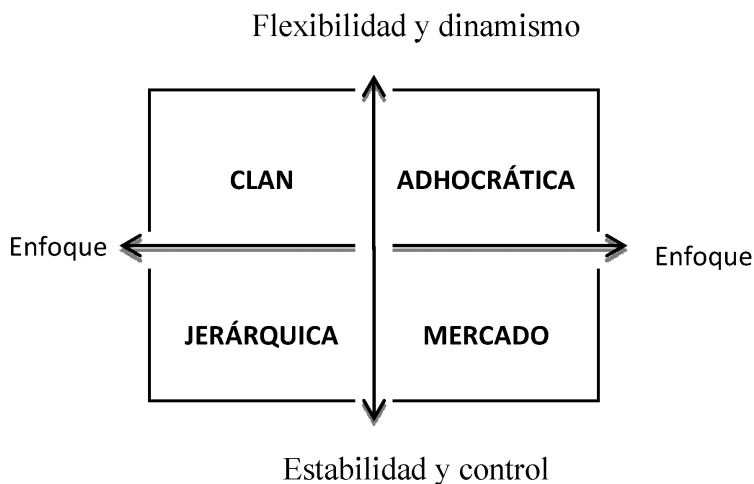 Flexibilidad y dinamismo
CLAN
ADHOCRÁTICA
Enfoque
Enfoque
JERÁRQUICA
MERCADO
Estabilidad y control